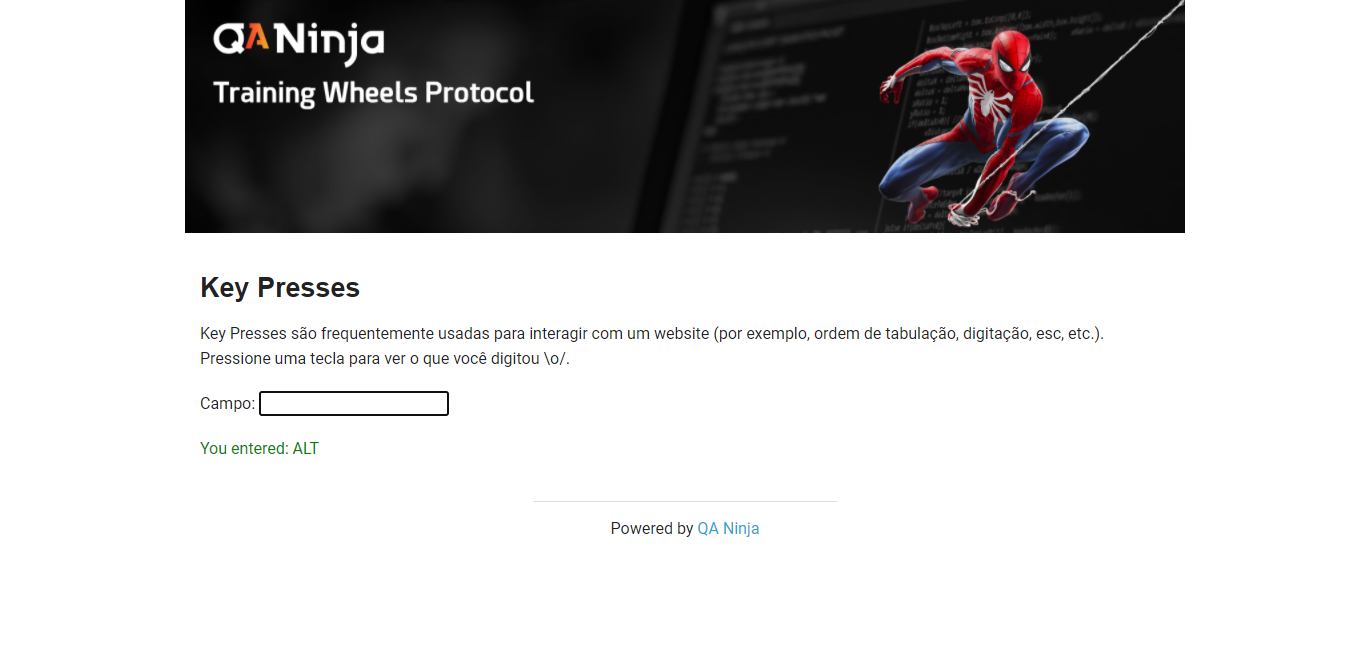 QANinja
Training Wheels Protocol
Key Presses
Key Presses são frequentemente usadas para interagir com um website (por exemplo, ordem de tabulação, digitação, esc, etc.).
Pressione uma tecla para ver o que você digitou \o/.
Campo:
You entered: ALT
Powered by QA Ninja